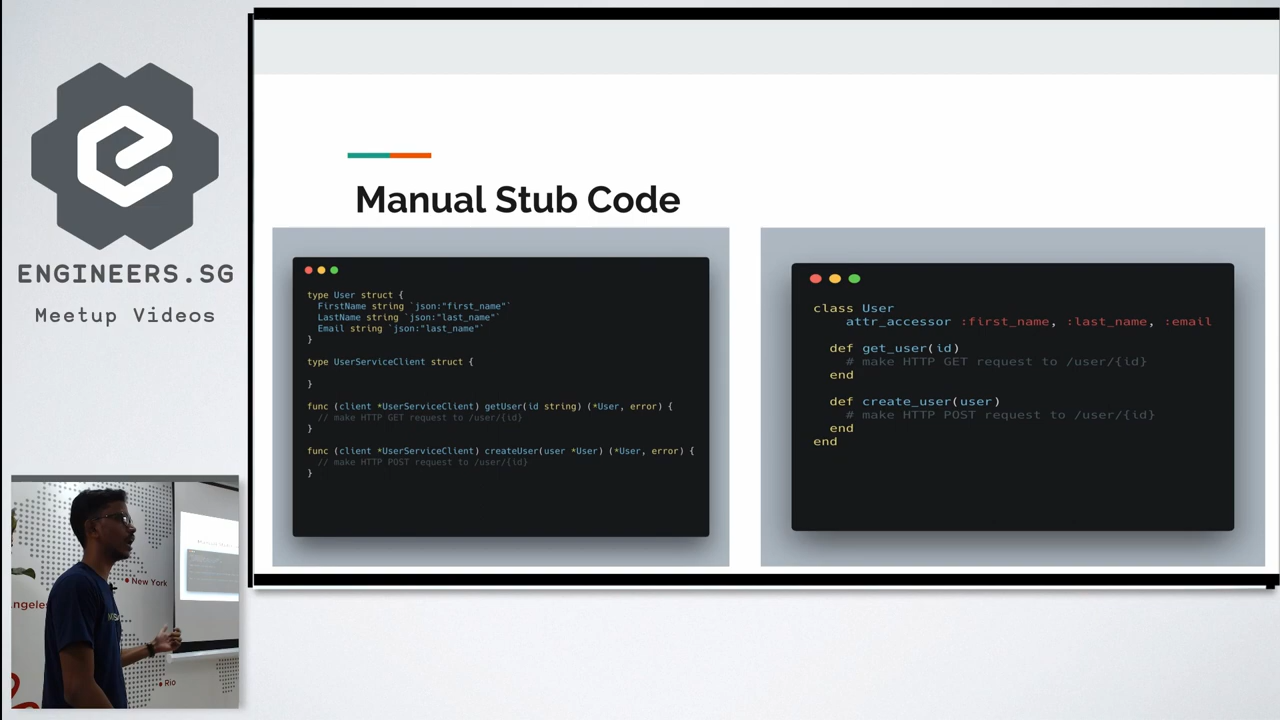 ENGINEERS.SG
Meetup Videos
Manual Stub Code
type User struct {
FirstName string `json:"first_name"`
LastName string `json:"last_name"`
Email string `json:"last_name"`
}
type UserServiceClient struct {
}
func (client *UserServiceClient) getUser(id string) (*User, error) {
// make HTTP GET request to /user/{id}
}
func (client *UserServiceClient) createUser(user *User) (*User, error) {
// make HTTP POST request to /user/{id}
}
class User
attr_accessor :first_name, :last_name, :email
def get_user(id)
# make HTTP GET request to /user/{id}
end
def create_user(user)
# make HTTP POST request to /user/{id}
end
end
New York
ngeles
Rio